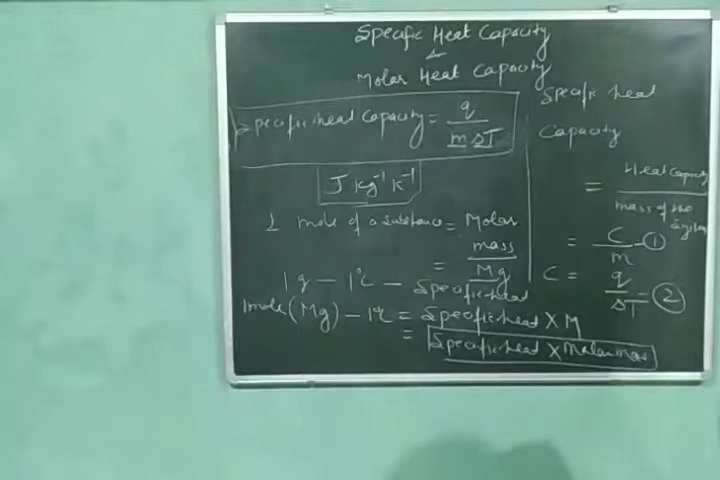 Specific Heat Capacity
&
Molar Heat Capacity
Specific heat Capacity = q / m ΔT
J kg⁻¹ K⁻¹
1 mole of a substance = Molar mass
= Mg
1 g – 1°C – Specific heat
1mole (Mg) – 1°C = Specific heat X M
= Specific heat X Molar mass
Specific heat
Capacity
= Heat Capacity / mass of the system
= C / m – ①
C = q / ΔT – ②